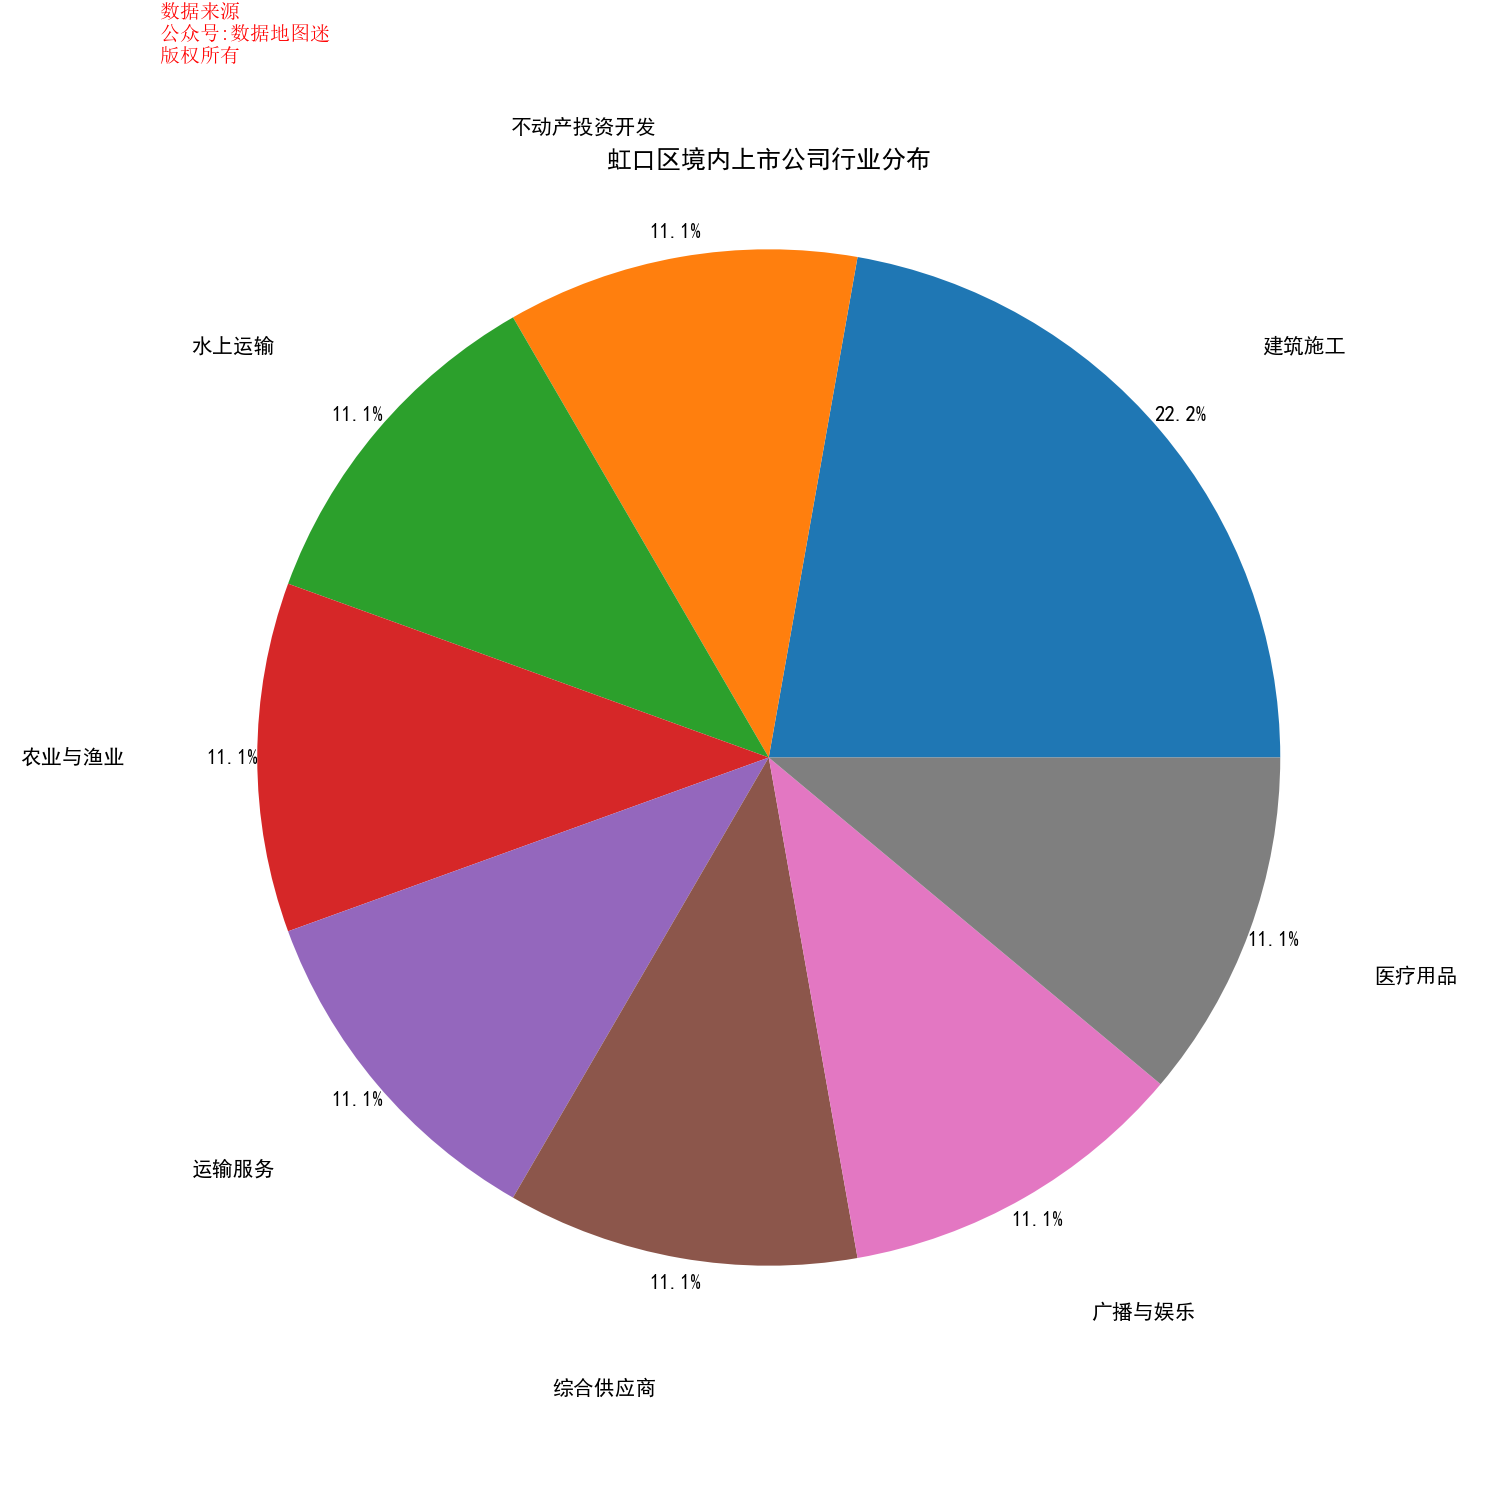 数据来源
公众号:数据地图迷
版权所有
不动产投资开发
虹口区境内上市公司行业分布
11.1%
水上运输
建筑施工
11.1%
22.2%
农业与渔业
11.1%
11.1%
医疗用品
11.1%
运输服务
11.1%
11.1%
广播与娱乐
综合供应商